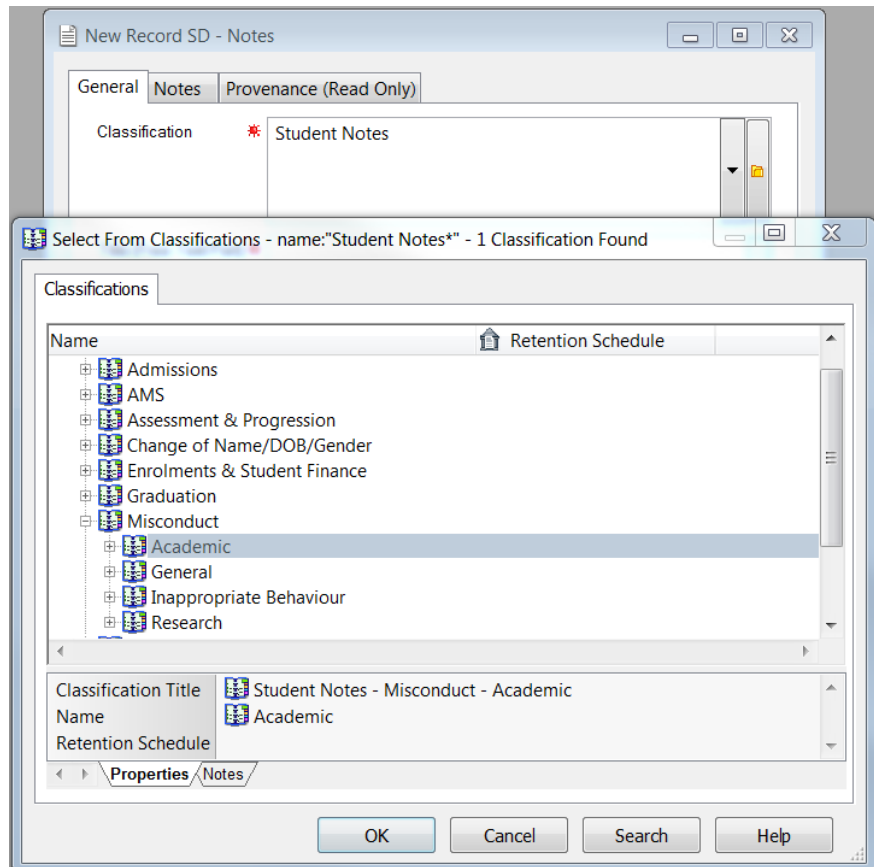 New Record SD - Notes
General Notes Provenance (Read Only)
Classification Student Notes
Select From Classifications - name:"Student Notes*" - 1 Classification Found
Classifications
Name Retention Schedule
Admissions
AMS
Assessment & Progression
Change of Name/DOB/Gender
Enrolments & Student Finance
Graduation
Misconduct
Academic
General
Inappropriate Behaviour
Research
Classification Title Student Notes - Misconduct - Academic
Name Academic
Retention Schedule
Properties Notes
OK Cancel Search Help